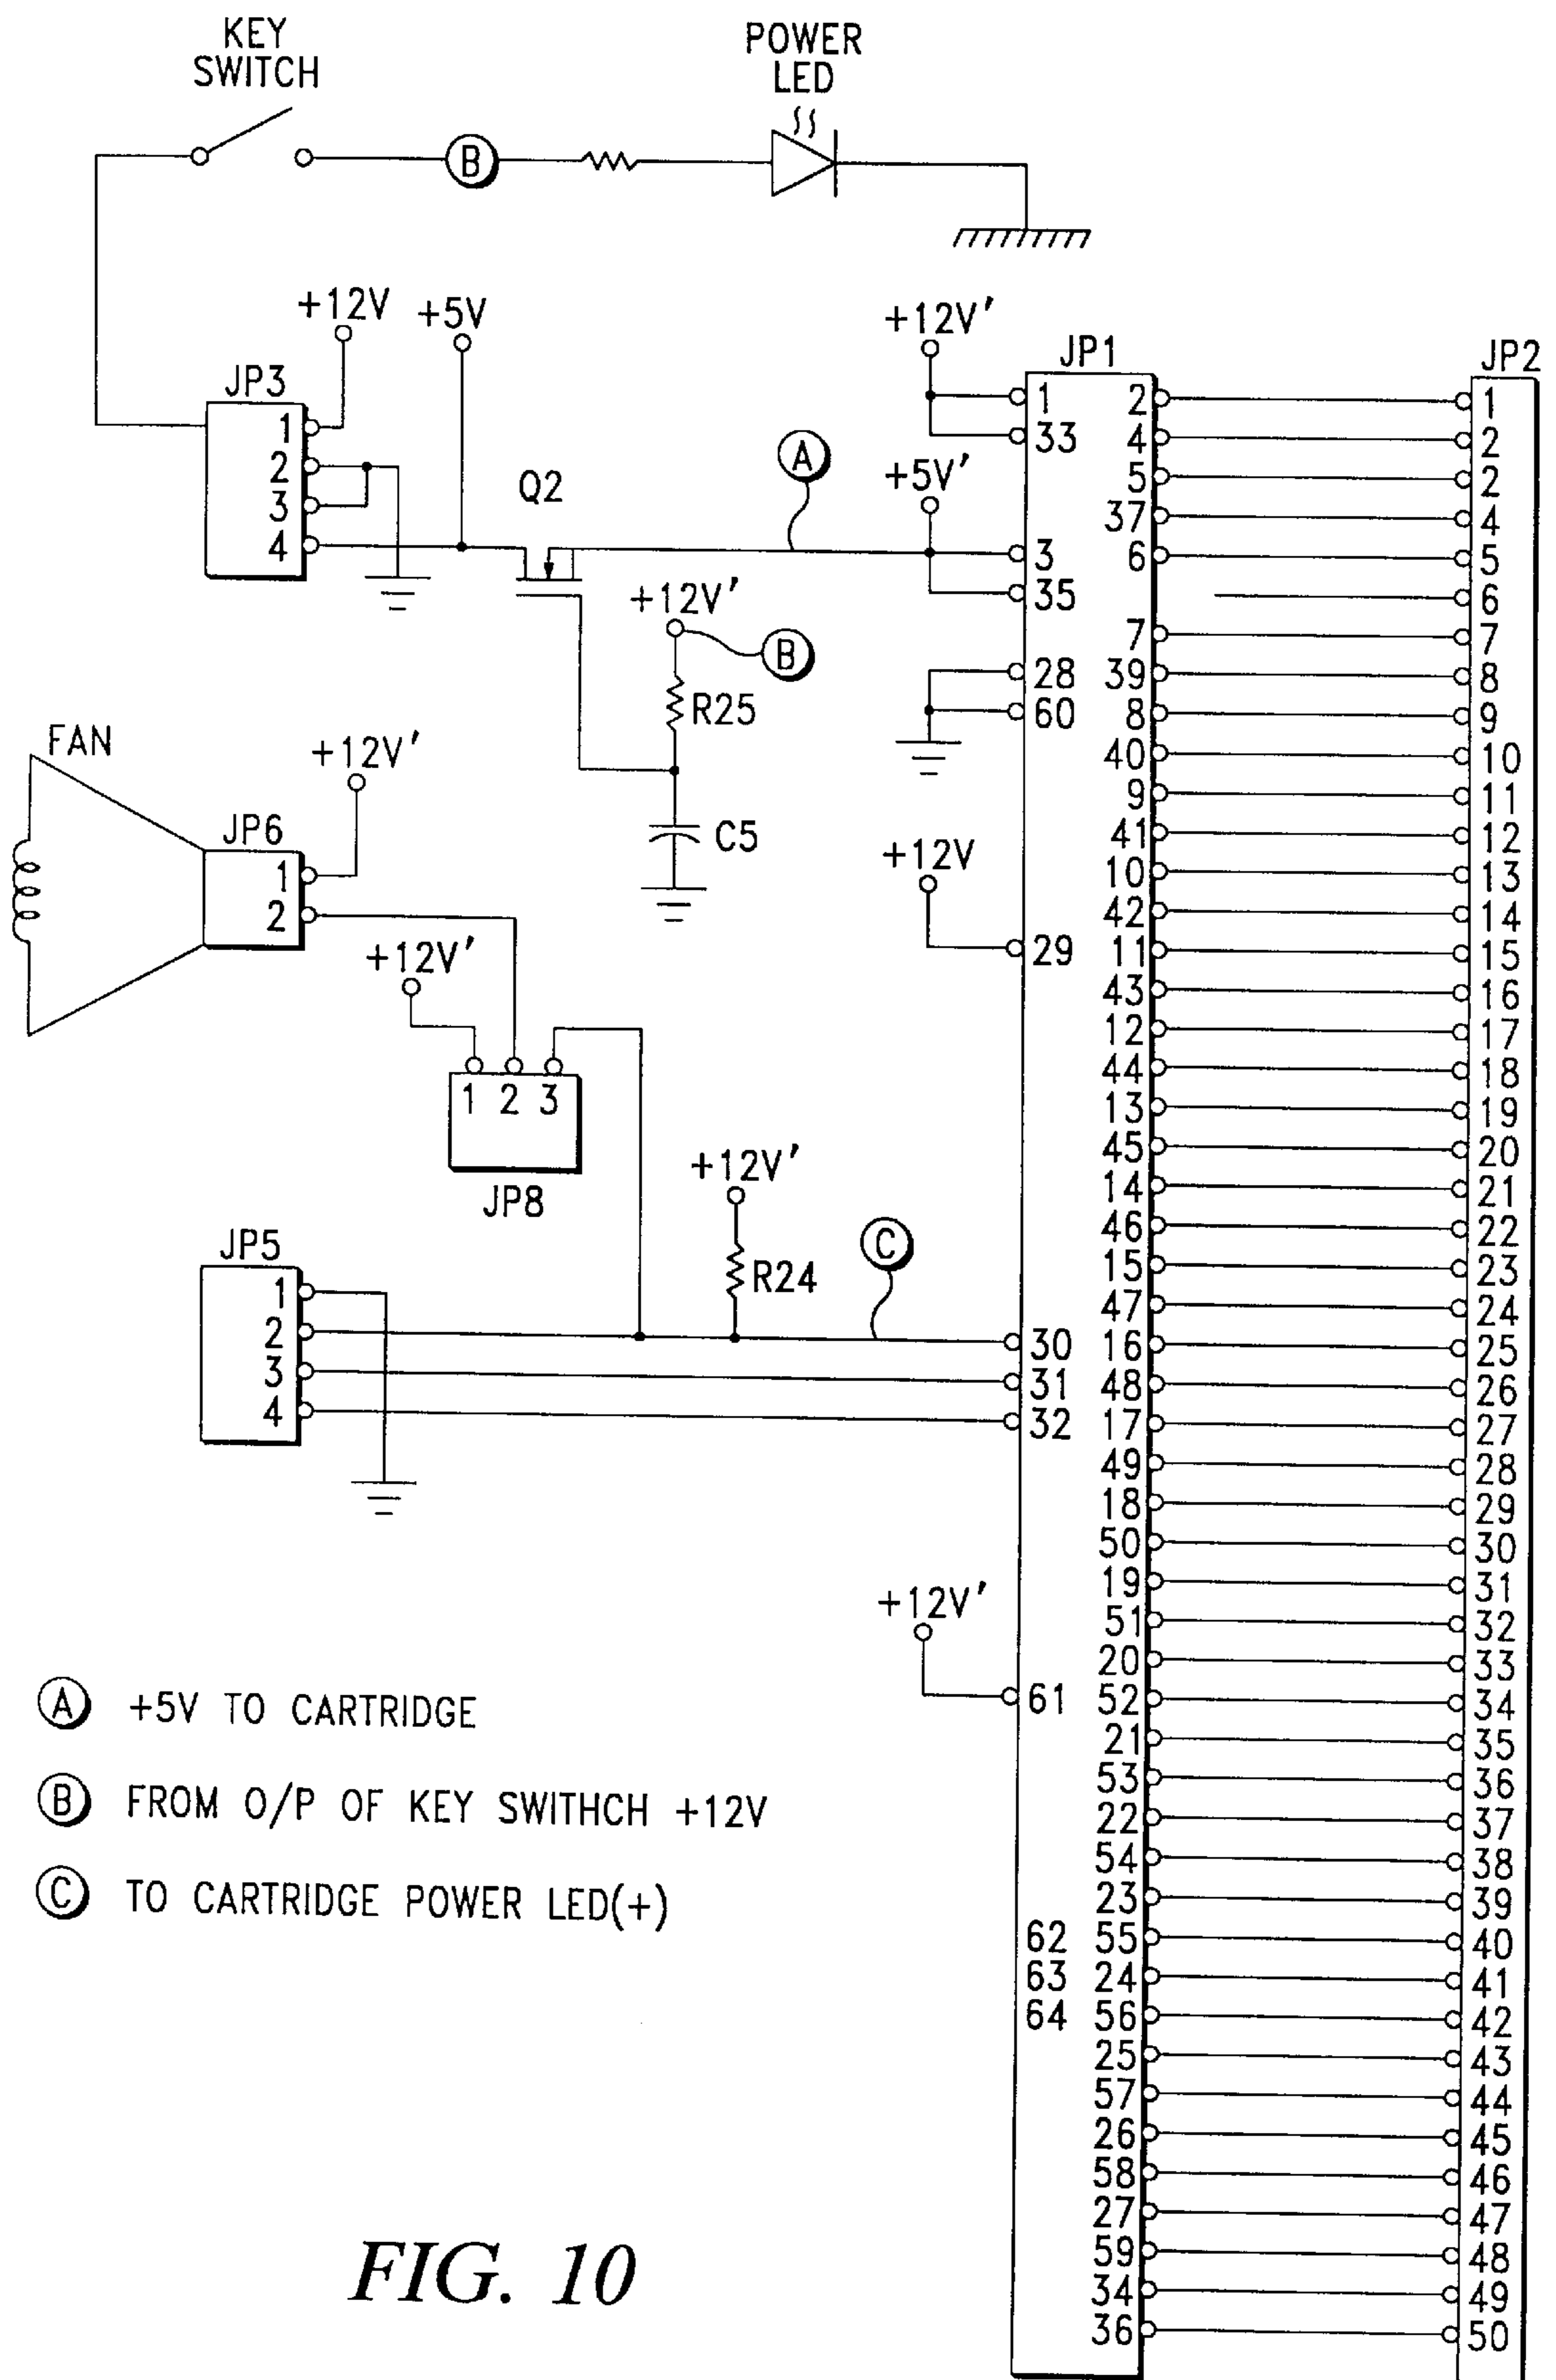 KEY
SWITCH
POWER
LED
B
+12V
+5V
+12V'
JP1
JP2
JP3
1
2
3
4
Q2
A
+5V'
+12V'
B
R25
C5
FAN
+12V'
JP6
1
2
+12V'
1 2 3
JP8
+12V
+12V'
R24
C
JP5
1
2
3
4
+12V'
1
33
3
35
28
60
29
30
31
32
61
62
63
64
2 1
4 2
5 2
37 4
6 5
6
7 7
39 8
8 9
40 10
9 11
41 12
10 13
42 14
11 15
43 16
12 17
44 18
13 19
45 20
14 21
46 22
15 23
47 24
16 25
48 26
17 27
49 28
18 29
50 30
19 31
51 32
20 33
52 34
21 35
53 36
22 37
54 38
23 39
55 40
24 41
56 42
25 43
57 44
26 45
58 46
27 47
59 48
34 49
36 50
A +5V TO CARTRIDGE
B FROM O/P OF KEY SWITHCH +12V
C TO CARTRIDGE POWER LED(+)
FIG. 10